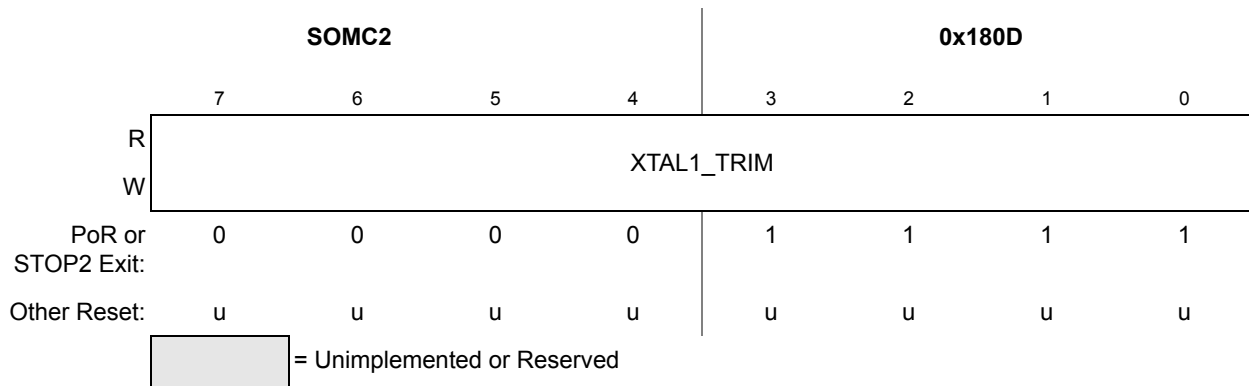 SOMC2 0x180D
7 6 5 4 3 2 1 0
R
XTAL1_TRIM
W
PoR or 0 0 0 0 1 1 1 1
STOP2 Exit:
Other Reset: u u u u u u u u
= Unimplemented or Reserved